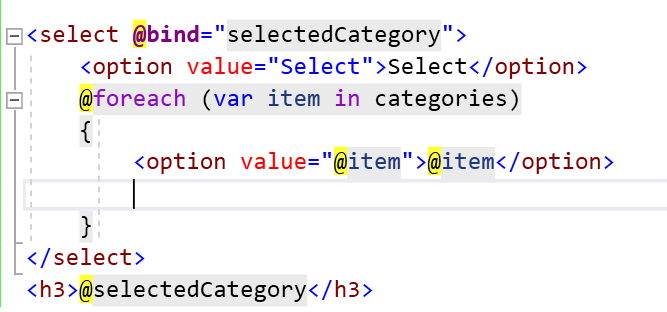 <select @bind="selectedCategory">
<option value="Select">Select</option>
@foreach (var item in categories)
{
<option value="@item">@item</option>
}
</select>
<h3>@selectedCategory</h3>